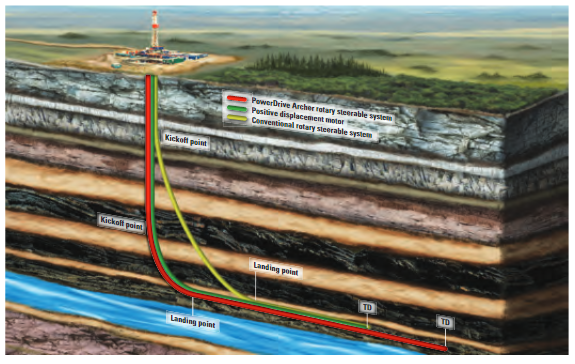 PowerDrive Archer rotary steerable system
Positive displacement motor
Conventional rotary steerable system
Kickoff point
Kickoff point
Landing point
Landing point
TD
TD